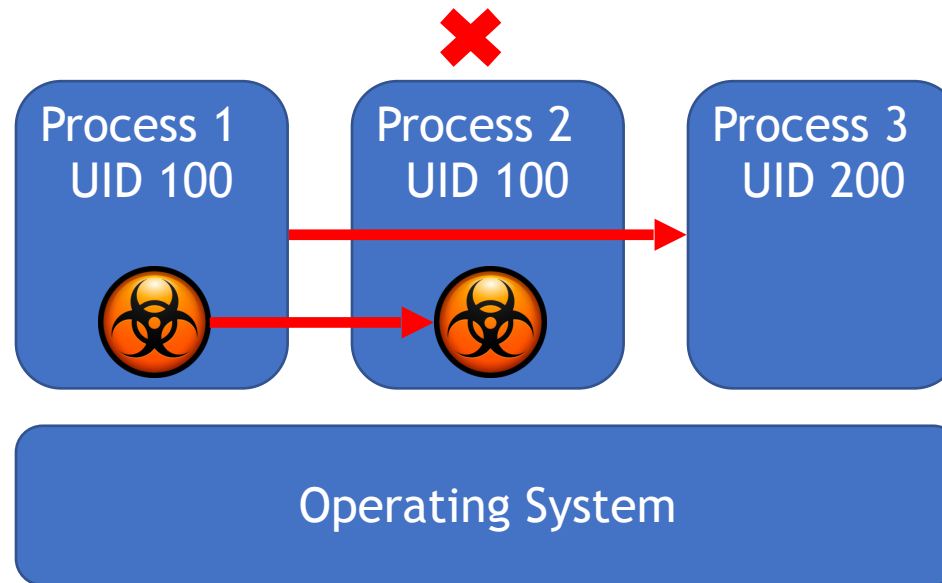 Process 1
UID 100
Process 2
UID 100
Process 3
UID 200
Operating System